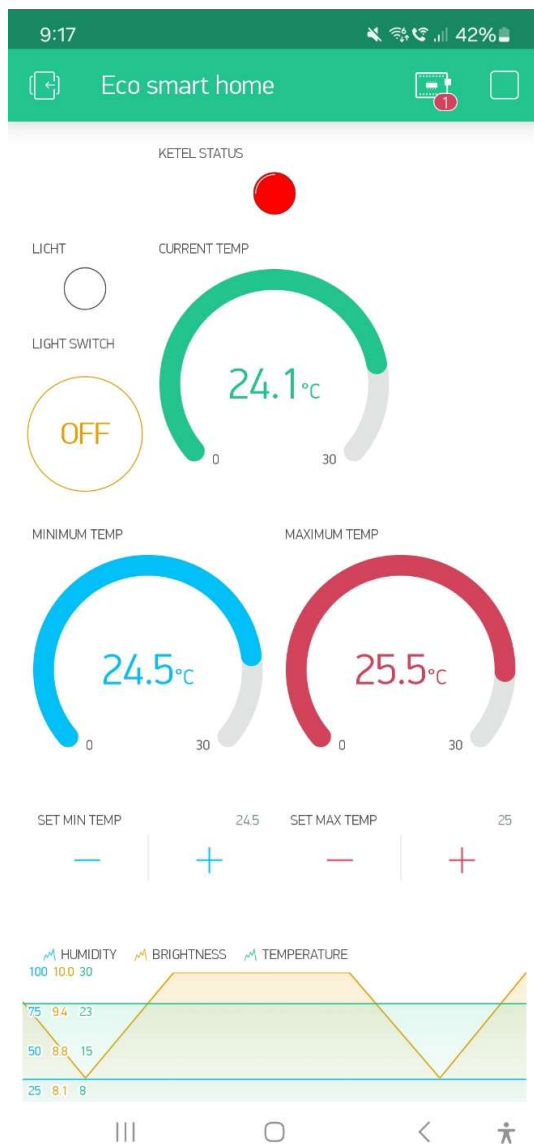 9:17 42%
Eco smart home
1
KETEL STATUS
LICHT
CURRENT TEMP
LIGHT SWITCH
OFF
24.1°C
0 30
MINIMUM TEMP MAXIMUM TEMP
24.5°C 25.5°C
0 30 0 30
SET MIN TEMP 24.5 SET MAX TEMP 25
− + − +
HUMIDITY BRIGHTNESS TEMPERATURE
100 10.0 30
75 9.4 23
50 8.8 15
25 8.1 8